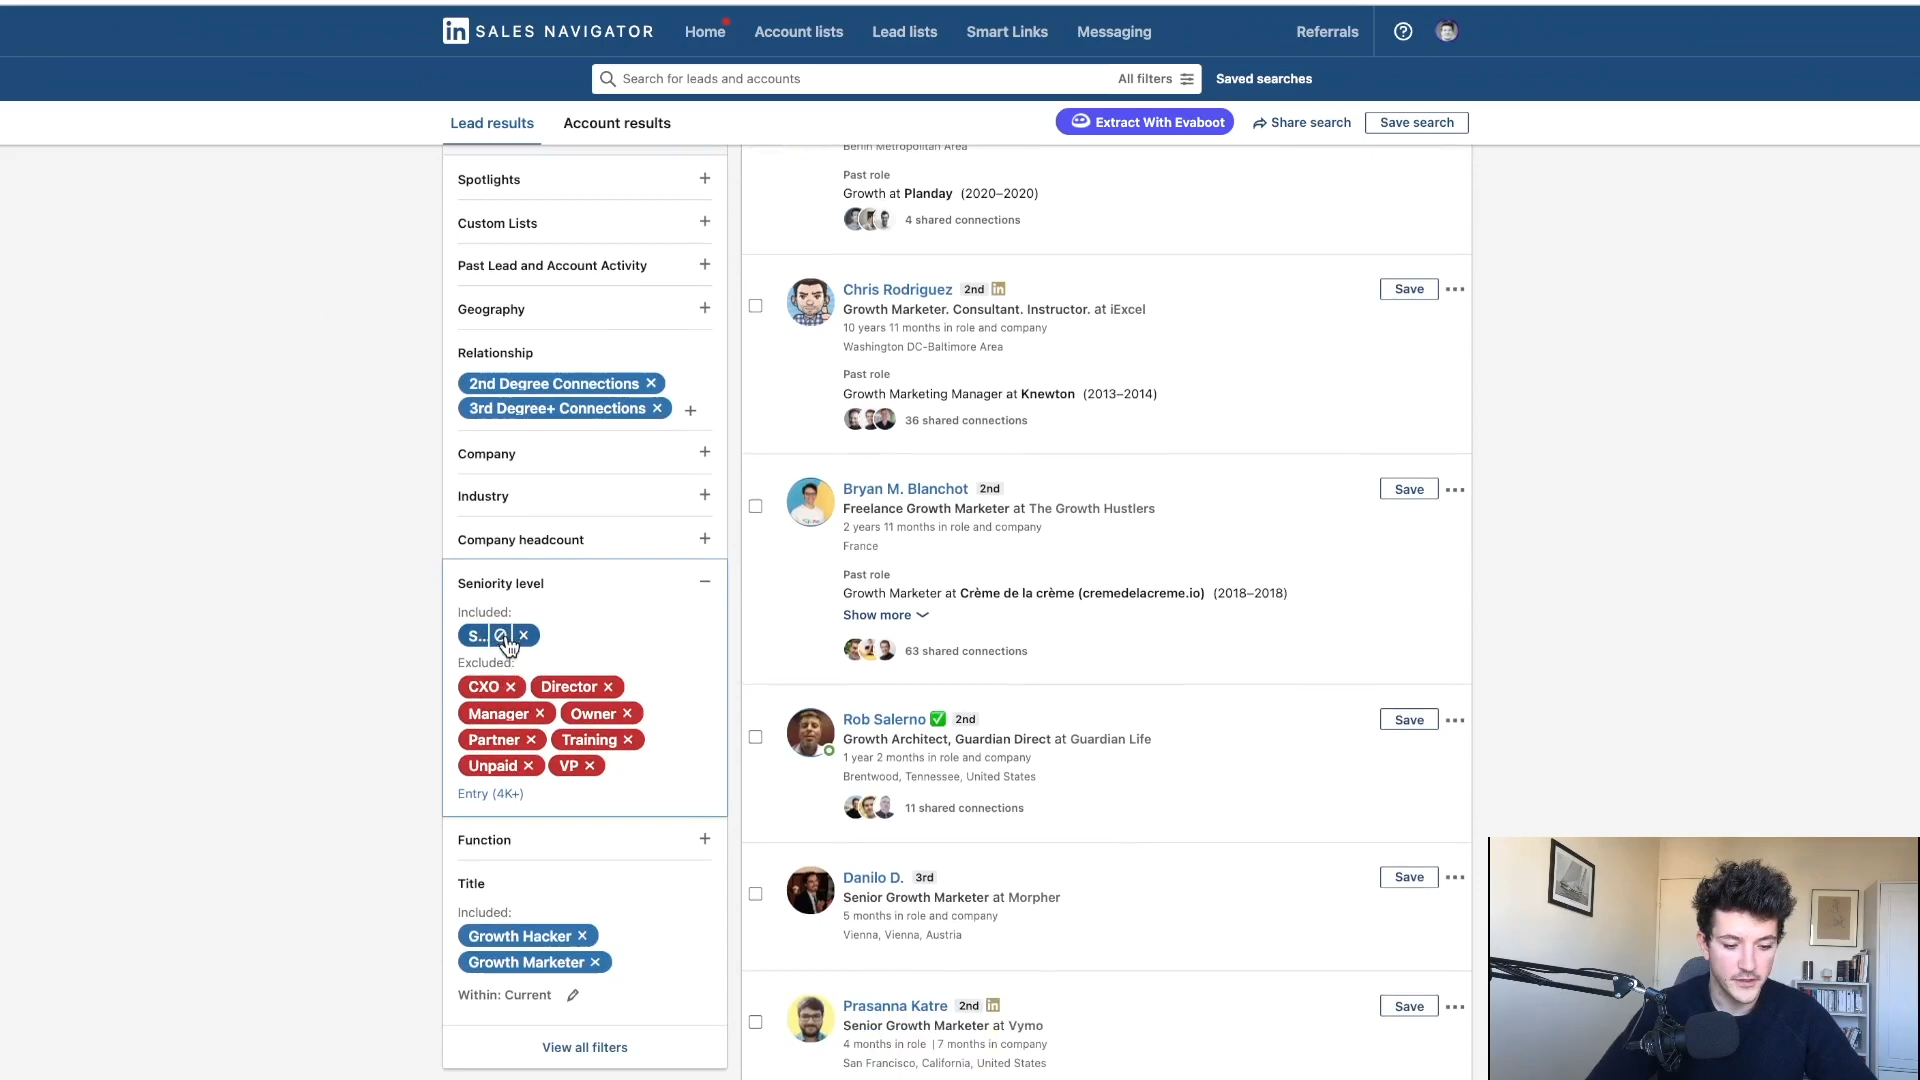 in SALES NAVIGATOR Home Account lists Lead lists Smart Links Messaging Referrals
Search for leads and accounts All filters Saved searches
Lead results Account results Extract With Evaboot Share search Save search
Spotlights
Custom Lists
Past Lead and Account Activity
Geography
Relationship
2nd Degree Connections
3rd Degree+ Connections
Company
Industry
Company headcount
Seniority level
Included:
S...
Excluded:
CXO Director
Manager Owner
Partner Training
Unpaid VP
Entry (4K+)
Function
Title
Included:
Growth Hacker
Growth Marketer
Within: Current
View all filters
Berlin Metropolitan Area
Past role
Growth at Planday (2020–2020)
4 shared connections
Chris Rodriguez 2nd in
Save
Growth Marketer. Consultant. Instructor. at iExcel
10 years 11 months in role and company
Washington DC-Baltimore Area
Past role
Growth Marketing Manager at Knewton (2013–2014)
36 shared connections
Bryan M. Blanchot 2nd
Save
Freelance Growth Marketer at The Growth Hustlers
2 years 11 months in role and company
France
Past role
Growth Marketer at Crème de la crème (cremedelacreme.io) (2018–2018)
Show more
63 shared connections
Rob Salerno ✅ 2nd
Save
Growth Architect, Guardian Direct at Guardian Life
1 year 2 months in role and company
Brentwood, Tennessee, United States
11 shared connections
Danilo D. 3rd
Save
Senior Growth Marketer at Morpher
5 months in role and company
Vienna, Vienna, Austria
Prasanna Katre 2nd in
Save
Senior Growth Marketer at Vymo
4 months in role | 7 months in company
San Francisco, California, United States